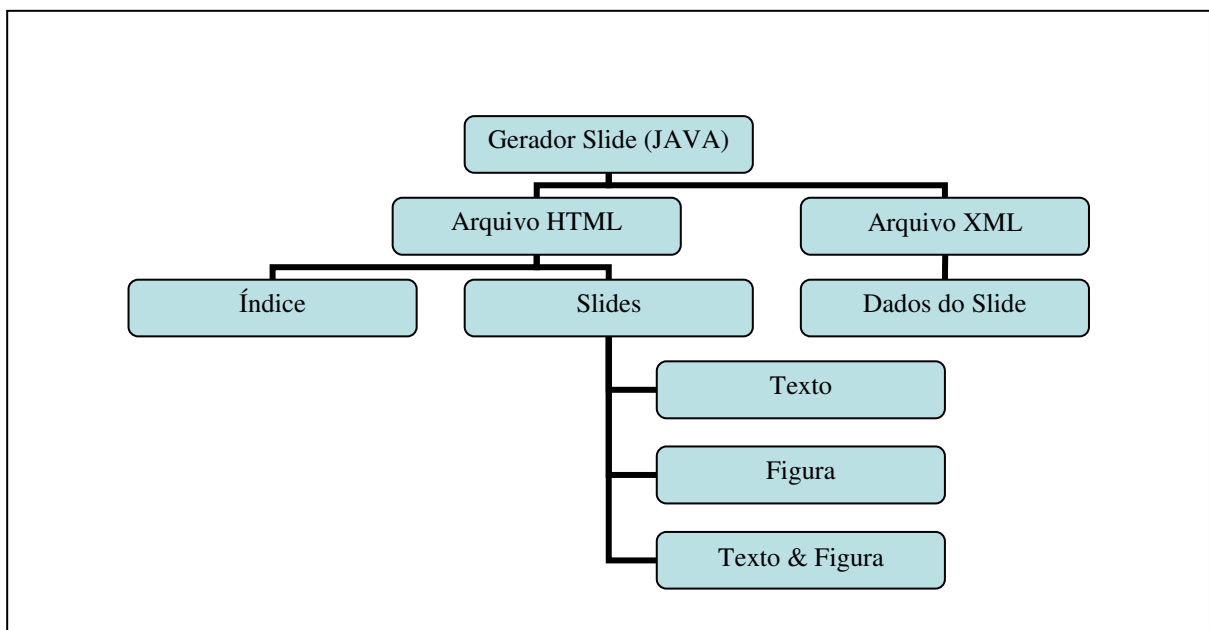 Gerador Slide (JAVA)
Arquivo HTML
Arquivo XML
Índice
Slides
Dados do Slide
Texto
Figura
Texto & Figura